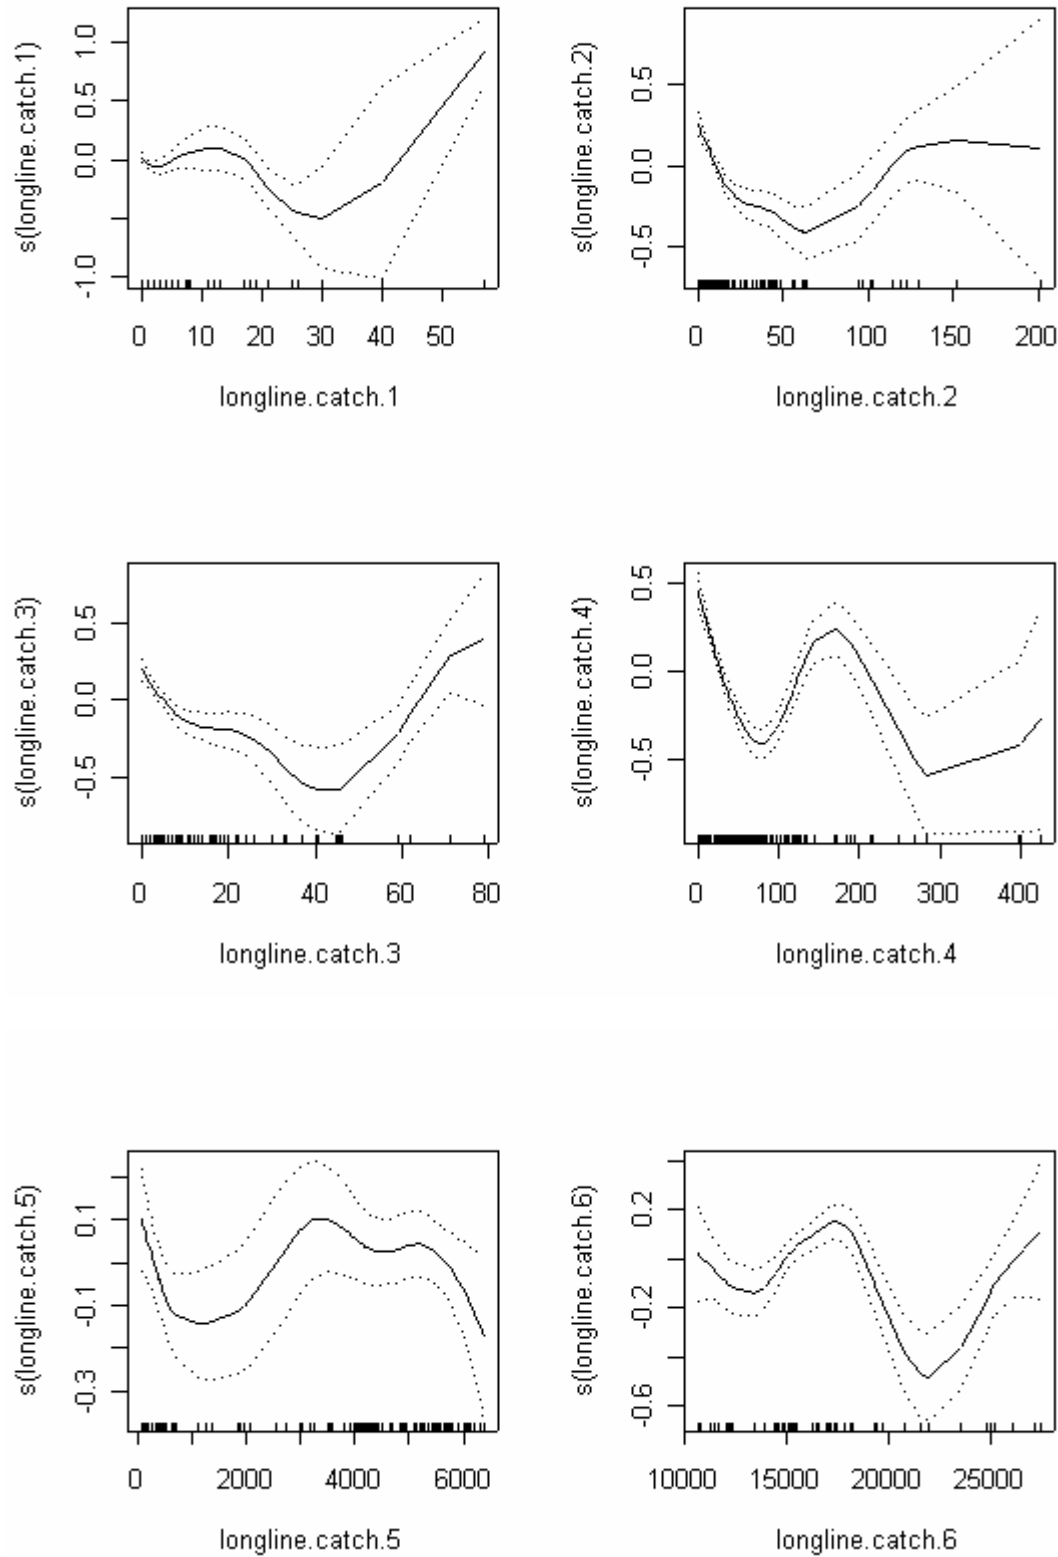 s(longline.catch.1)
-1.0 0.0 0.5 1.0
0 10 20 30 40 50
longline.catch.1
s(longline.catch.2)
-0.5 0.0 0.5
0 50 100 150 200
longline.catch.2
s(longline.catch.3)
-0.5 0.0 0.5
0 20 40 60 80
longline.catch.3
s(longline.catch.4)
-0.5 0.0 0.5
0 100 200 300 400
longline.catch.4
s(longline.catch.5)
-0.3 -0.1 0.1
0 2000 4000 6000
longline.catch.5
s(longline.catch.6)
-0.6 -0.2 0.2
10000 15000 20000 25000
longline.catch.6